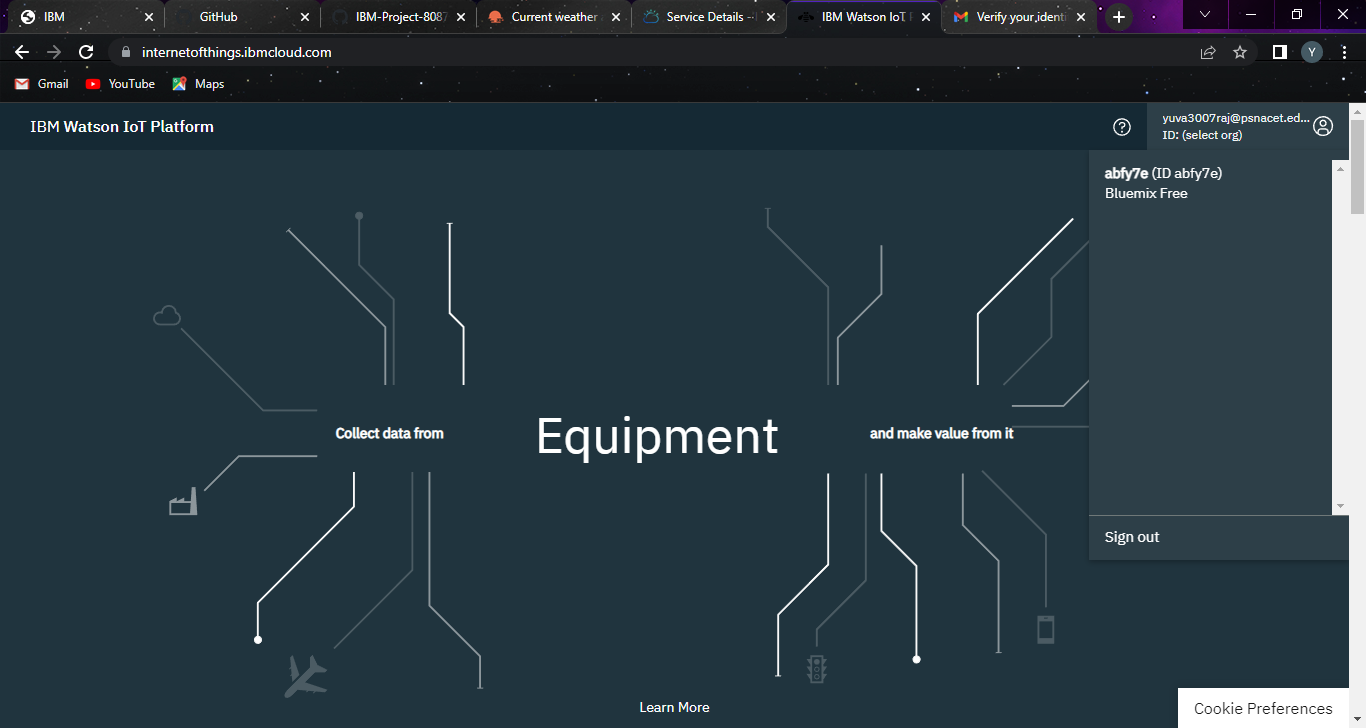 IBM
GitHub
IBM-Project-8087
Current weather
Service Details -
IBM Watson IoT
Verify your identi
internetofthings.ibmcloud.com
Y
Gmail
YouTube
Maps
IBM Watson IoT Platform
yuva3007raj@psnacet.ed...
ID: (select org)
abfy7e (ID abfy7e)
Bluemix Free
Collect data from
Equipment
and make value from it
Sign out
Learn More
Cookie Preferences